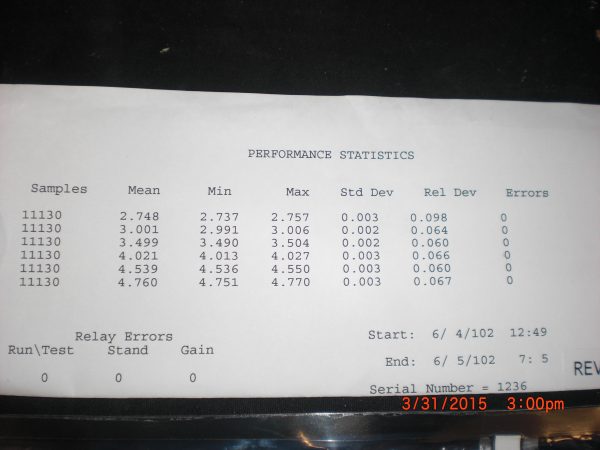 PERFORMANCE STATISTICS
Samples Mean Min Max Std Dev Rel Dev Errors
11130 2.748 2.737 2.757 0.003 0.098 0
11130 3.001 2.991 3.006 0.002 0.064 0
11130 3.499 3.490 3.504 0.002 0.060 0
11130 4.021 4.013 4.027 0.003 0.066 0
11130 4.539 4.536 4.550 0.003 0.060 0
11130 4.760 4.751 4.770 0.003 0.067 0
Relay Errors
Run\Test Stand Gain
0 0 0
Start: 6/ 4/102 12:49
End: 6/ 5/102 7: 5
REV
Serial Number = 1236
3/31/2015 3:00pm